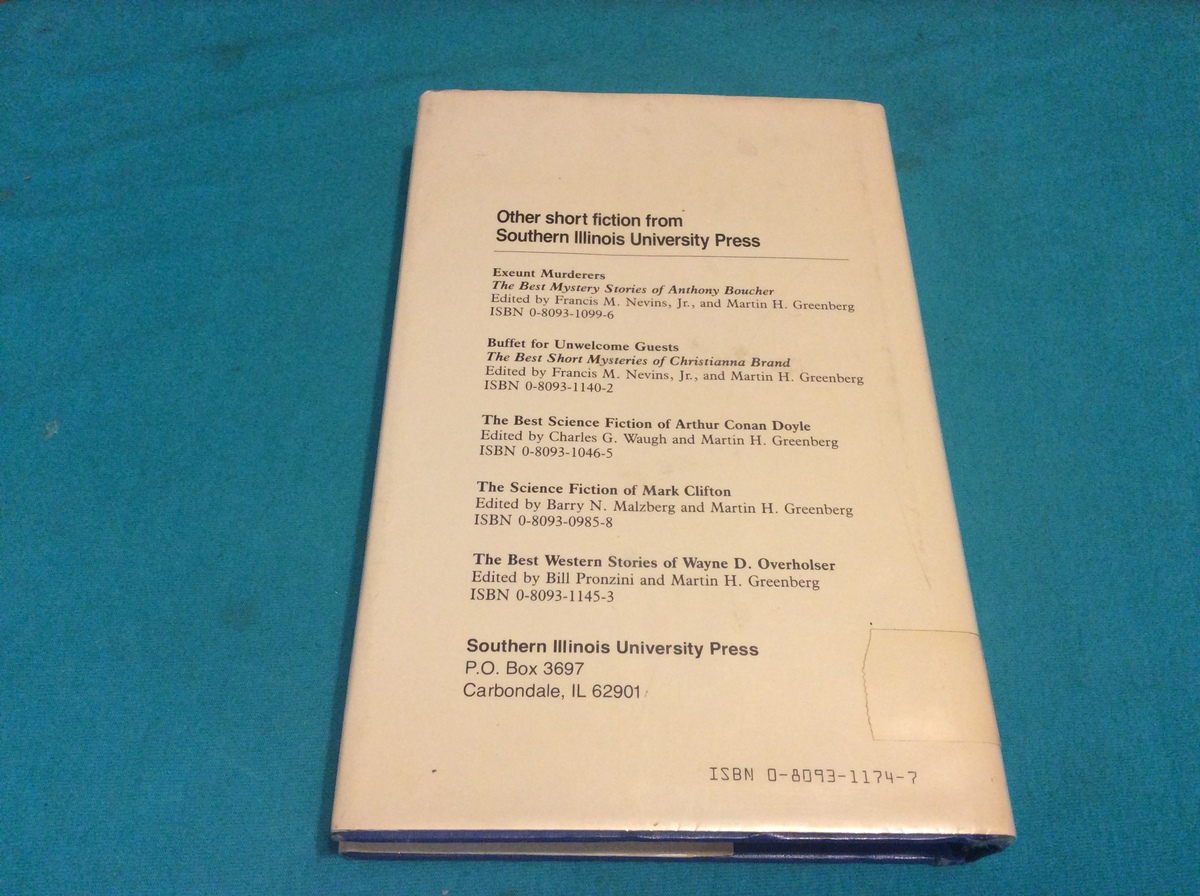 Other short fiction from
Southern Illinois University Press
Exeunt Murderers
The Best Mystery Stories of Anthony Boucher
Edited by Francis M. Nevins, Jr., and Martin H. Greenberg
ISBN 0-8093-1099-6
Buffet for Unwelcome Guests
The Best Short Mysteries of Christianna Brand
Edited by Francis M. Nevins, Jr., and Martin H. Greenberg
ISBN 0-8093-1140-2
The Best Science Fiction of Arthur Conan Doyle
Edited by Charles G. Waugh and Martin H. Greenberg
ISBN 0-8093-1046-5
The Science Fiction of Mark Clifton
Edited by Barry N. Malzberg and Martin H. Greenberg
ISBN 0-8093-0985-8
The Best Western Stories of Wayne D. Overholser
Edited by Bill Pronzini and Martin H. Greenberg
ISBN 0-8093-1145-3
Southern Illinois University Press
P.O. Box 3697
Carbondale, IL 62901
ISBN 0-8093-1174-7